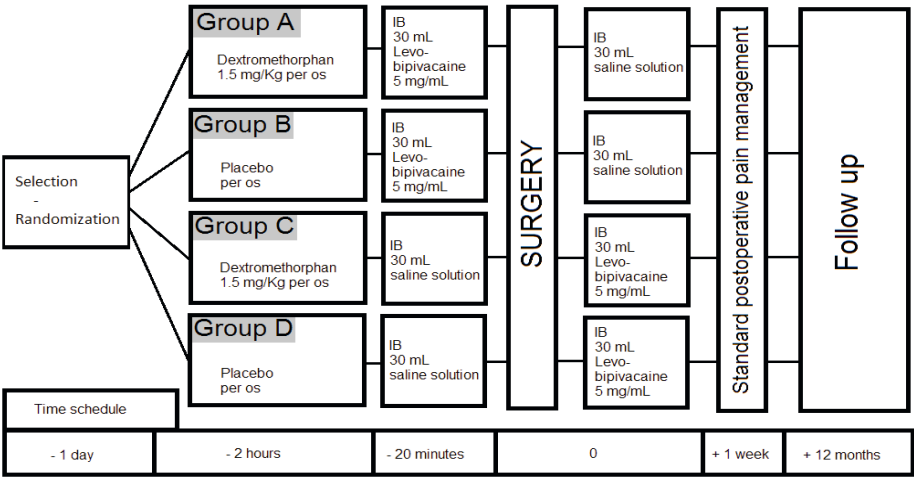 Selection
-
Randomization
Group A
Dextromethorphan
1.5 mg/Kg per os
IB
30 mL
Levo-
bipivacaine
5 mg/mL
IB
30 mL
saline solution
Group B
Placebo
per os
IB
30 mL
Levo-
bipivacaine
5 mg/mL
IB
30 mL
saline solution
Group C
Dextromethorphan
1.5 mg/Kg per os
IB
30 mL
saline solution
IB
30 mL
Levo-
bipivacaine
5 mg/mL
Group D
Placebo
per os
IB
30 mL
saline solution
IB
30 mL
Levo-
bipivacaine
5 mg/mL
SURGERY
Standard postoperative pain management
Follow up
Time schedule
- 1 day
- 2 hours
- 20 minutes
0
+ 1 week
+ 12 months